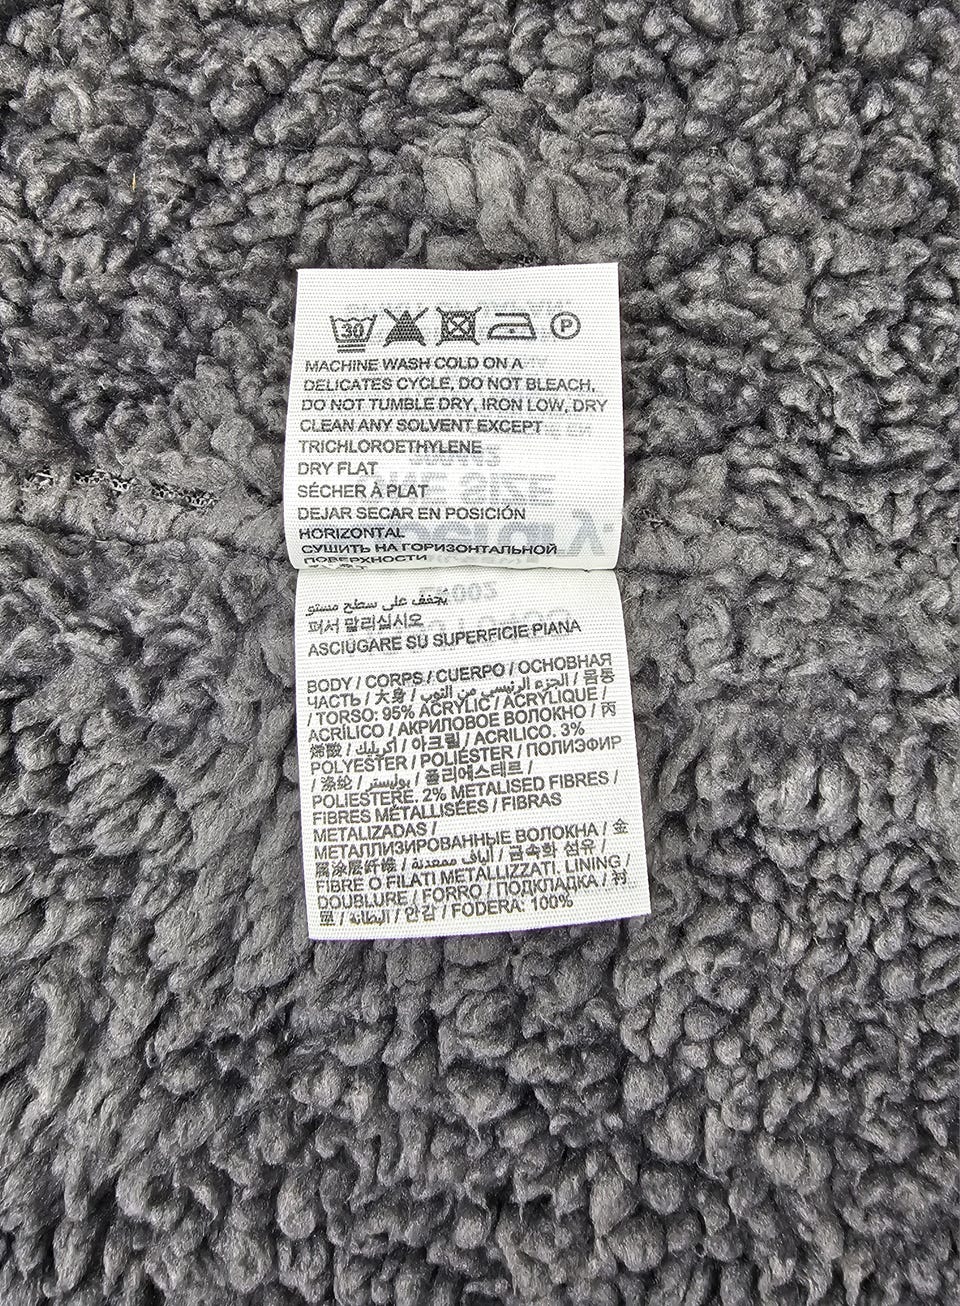 30 P
MACHINE WASH COLD ON A
DELICATES CYCLE, DO NOT BLEACH.
DO NOT TUMBLE DRY, IRON LOW, DRY
CLEAN ANY SOLVENT EXCEPT
TRICHLOROETHYLENE
DRY FLAT
SÉCHER À PLAT
DEJAR SECAR EN POSICIÓN
HORIZONTAL
СУШИТЬ НА ГОРИЗОНТАЛЬНОЙ
ПОВЕРХНОСТИ
يجفف على سطح مستو
펴서 말리십시오
ASCIUGARE SU SUPERFICIE PIANA
BODY / CORPS / CUERPO / ОСНОВНАЯ
ЧАСТЬ / 大身 / الجزء الرئيسي من الثوب / 몸통
/ TORSO: 95% ACRYLIC / ACRYLIQUE /
ACRÍLICO / АКРИЛОВОЕ ВОЛОКНО / 丙
烯酸 / أكريليك / 아크릴 / ACRILICO. 3%
POLYESTER / POLIÉSTER / ПОЛИЭФИР
/ 涤纶 / بوليستر / 폴리에스테르 /
POLIESTERE. 2% METALISED FIBRES /
FIBRES MÉTALLISÉES / FIBRAS
METALIZADAS /
МЕТАЛЛИЗИРОВАННЫЕ ВОЛОКНА / 金
属涂层纤维 / ألياف ممعدنة / 금속화 섬유 /
FIBRE O FILATI METALLIZZATI. LINING /
DOUBLURE / FORRO / ПОДКЛАДКА / 衬
里 / البطانة / 안감 / FODERA: 100%